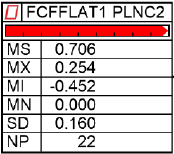 FCFFLAT1 PLNC2
MS 0.706
MX 0.254
MI -0.452
MN 0.000
SD 0.160
NP 22